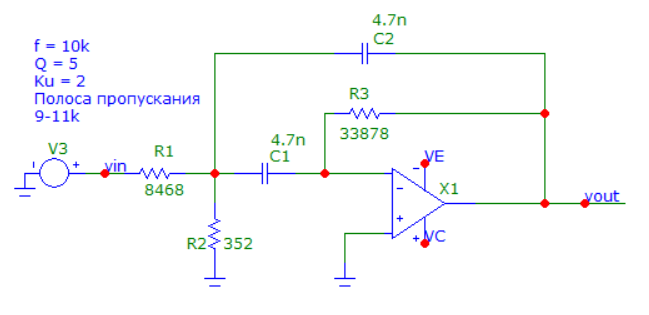 4.7n
C2
f = 10k
Q = 5
Ku = 2
Полоса пропускания
9-11k
R3
33878
4.7n
C1
V3
vin
R1
8468
VE
X1
vout
R2 352
VC